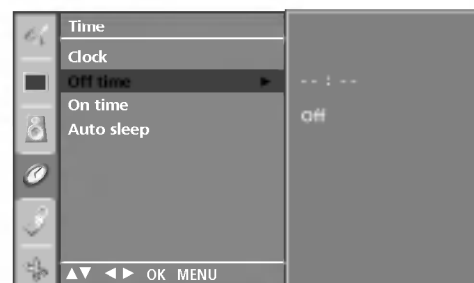 Time
Clock
Off time ►
-- : --
On time
Off
Auto sleep
▲▼ ◄► OK MENU